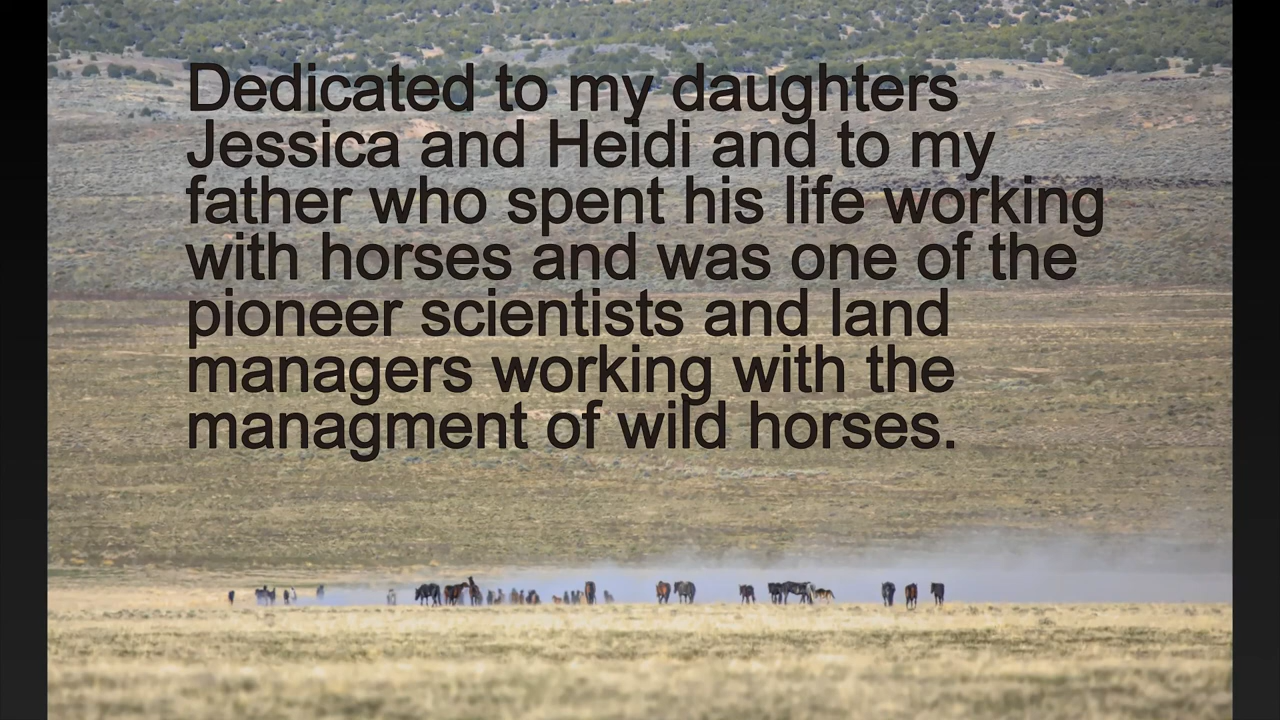 Dedicated to my daughters
Jessica and Heidi and to my
father who spent his life working
with horses and was one of the
pioneer scientists and land
managers working with the
managment of wild horses.